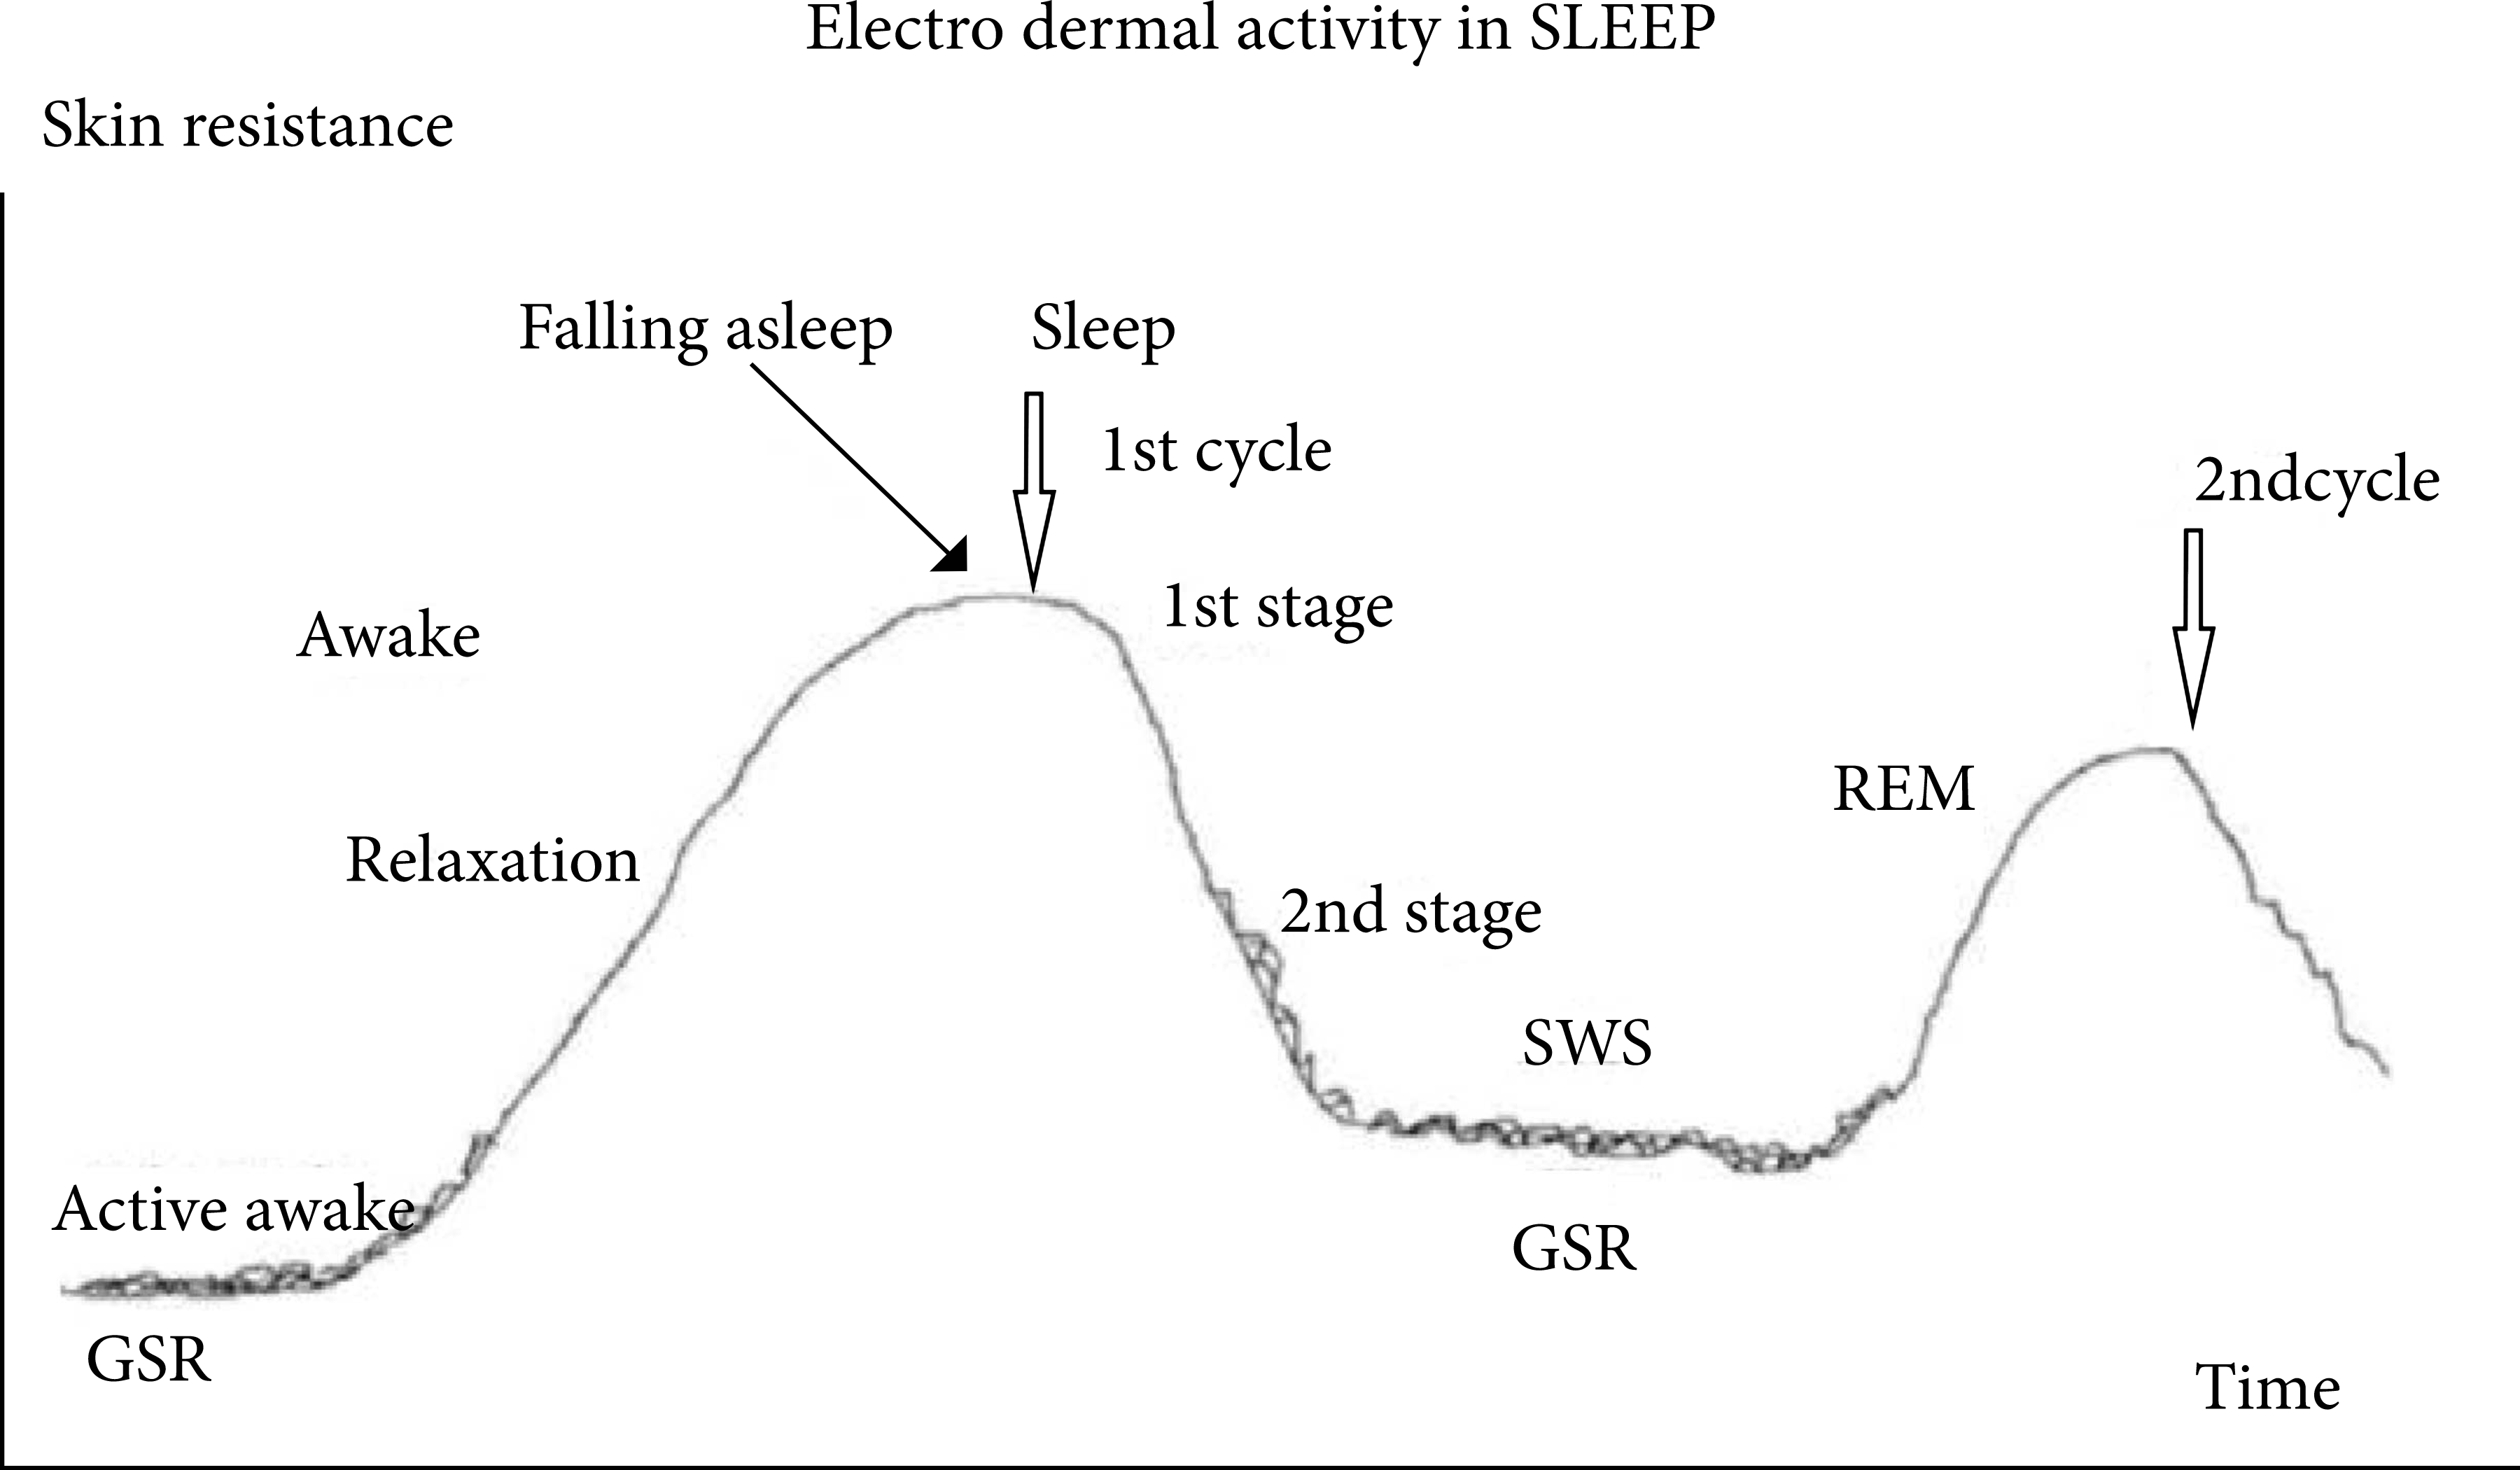 Electro dermal activity in SLEEP
Skin resistance
Falling asleep
Sleep
1st cycle
2ndcycle
Awake
1st stage
REM
Relaxation
2nd stage
SWS
Active awake
GSR
GSR
Time